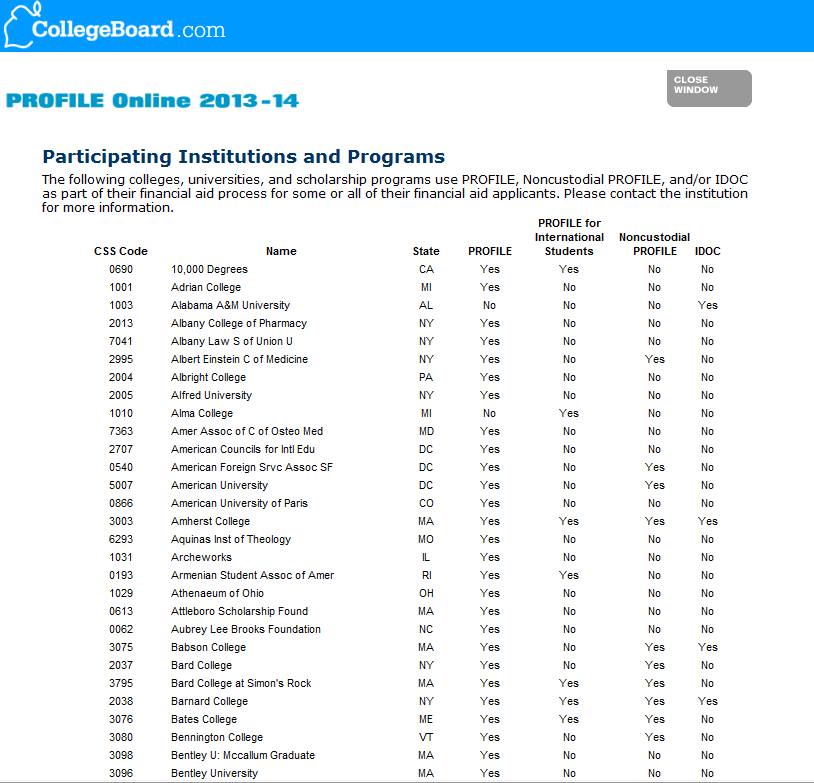 CollegeBoard.com
CLOSE
WINDOW
PROFILE Online 2013-14
Participating Institutions and Programs
The following colleges, universities, and scholarship programs use PROFILE, Noncustodial PROFILE, and/or IDOC
as part of their financial aid process for some or all of their financial aid applicants. Please contact the institution
for more information.
PROFILE for
International Noncustodial
CSS Code Name State PROFILE Students PROFILE IDOC
0690 10,000 Degrees CA Yes Yes No No
1001 Adrian College MI Yes No No No
1003 Alabama A&M University AL No No No Yes
2013 Albany College of Pharmacy NY Yes No No No
7041 Albany Law S of Union U NY Yes No No No
2995 Albert Einstein C of Medicine NY Yes No Yes No
2004 Albright College PA Yes No No No
2005 Alfred University NY Yes No No No
1010 Alma College MI No Yes No No
7363 Amer Assoc of C of Osteo Med MD Yes No No No
2707 American Councils for Intl Edu DC Yes No No No
0540 American Foreign Srvc Assoc SF DC Yes No Yes No
5007 American University DC Yes No Yes No
0866 American University of Paris CO Yes No No No
3003 Amherst College MA Yes Yes Yes Yes
6293 Aquinas Inst of Theology MO Yes No No No
1031 Archeworks IL Yes No No No
0193 Armenian Student Assoc of Amer RI Yes Yes No No
1029 Athenaeum of Ohio OH Yes No No No
0613 Attleboro Scholarship Found MA Yes No No No
0062 Aubrey Lee Brooks Foundation NC Yes No No No
3075 Babson College MA Yes No Yes Yes
2037 Bard College NY Yes No Yes No
3795 Bard College at Simon's Rock MA Yes Yes Yes No
2038 Barnard College NY Yes Yes Yes Yes
3076 Bates College ME Yes Yes Yes No
3080 Bennington College VT Yes No Yes No
3098 Bentley U: Mccallum Graduate MA Yes No No No
3096 Bentley University MA Yes No No No